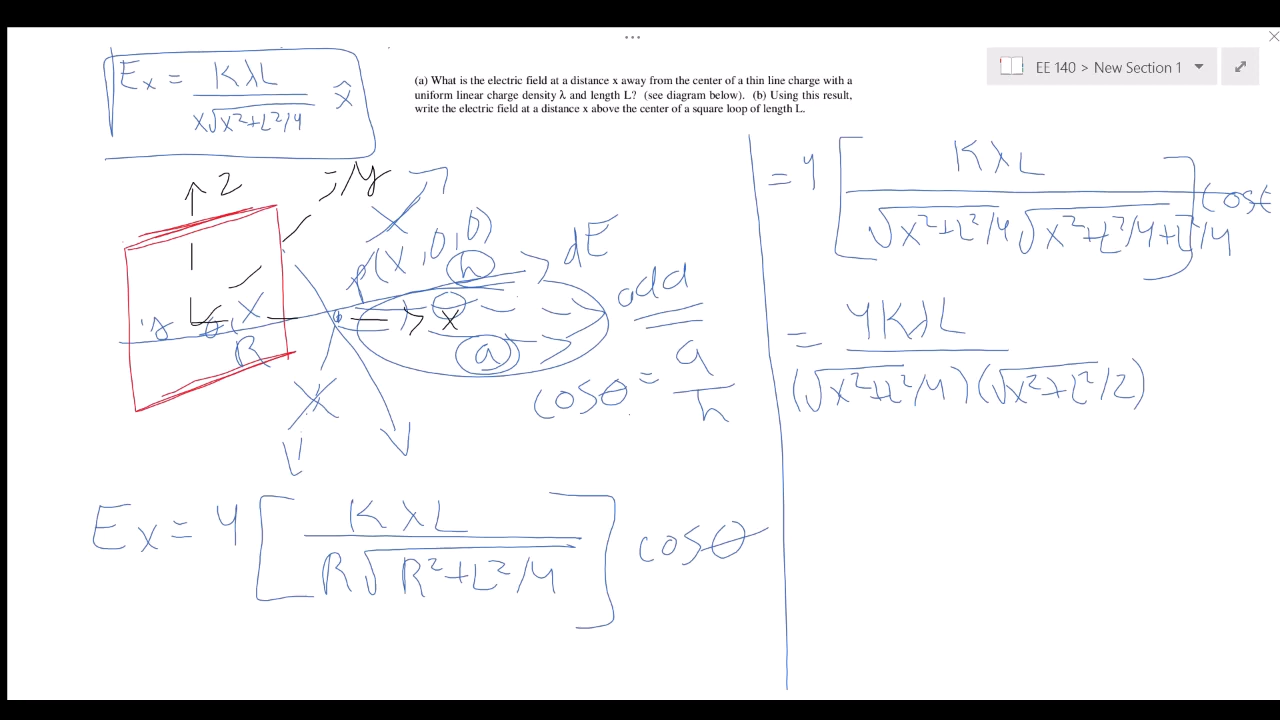 EE 140 > New Section 1
(a) What is the electric field at a distance x away from the center of a thin line charge with a
uniform linear charge density λ and length L? (see diagram below). (b) Using this result,
write the electric field at a distance x above the center of a square loop of length L.
Ex = KλL / x√x²+L²/4 x̂
z
y
P(x,0,0)
h
dE
θ
x
a
add
θ
x
R
cosθ = a/h
Ex = 4 [ KλL / R√R²+L²/4 ] cosθ
= 4 [ KλL / √x²+L²/4 √x²+L²/4+L²/4 ] cosθ
= 4KλL / (√x²+L²/4)(√x²+L²/2)